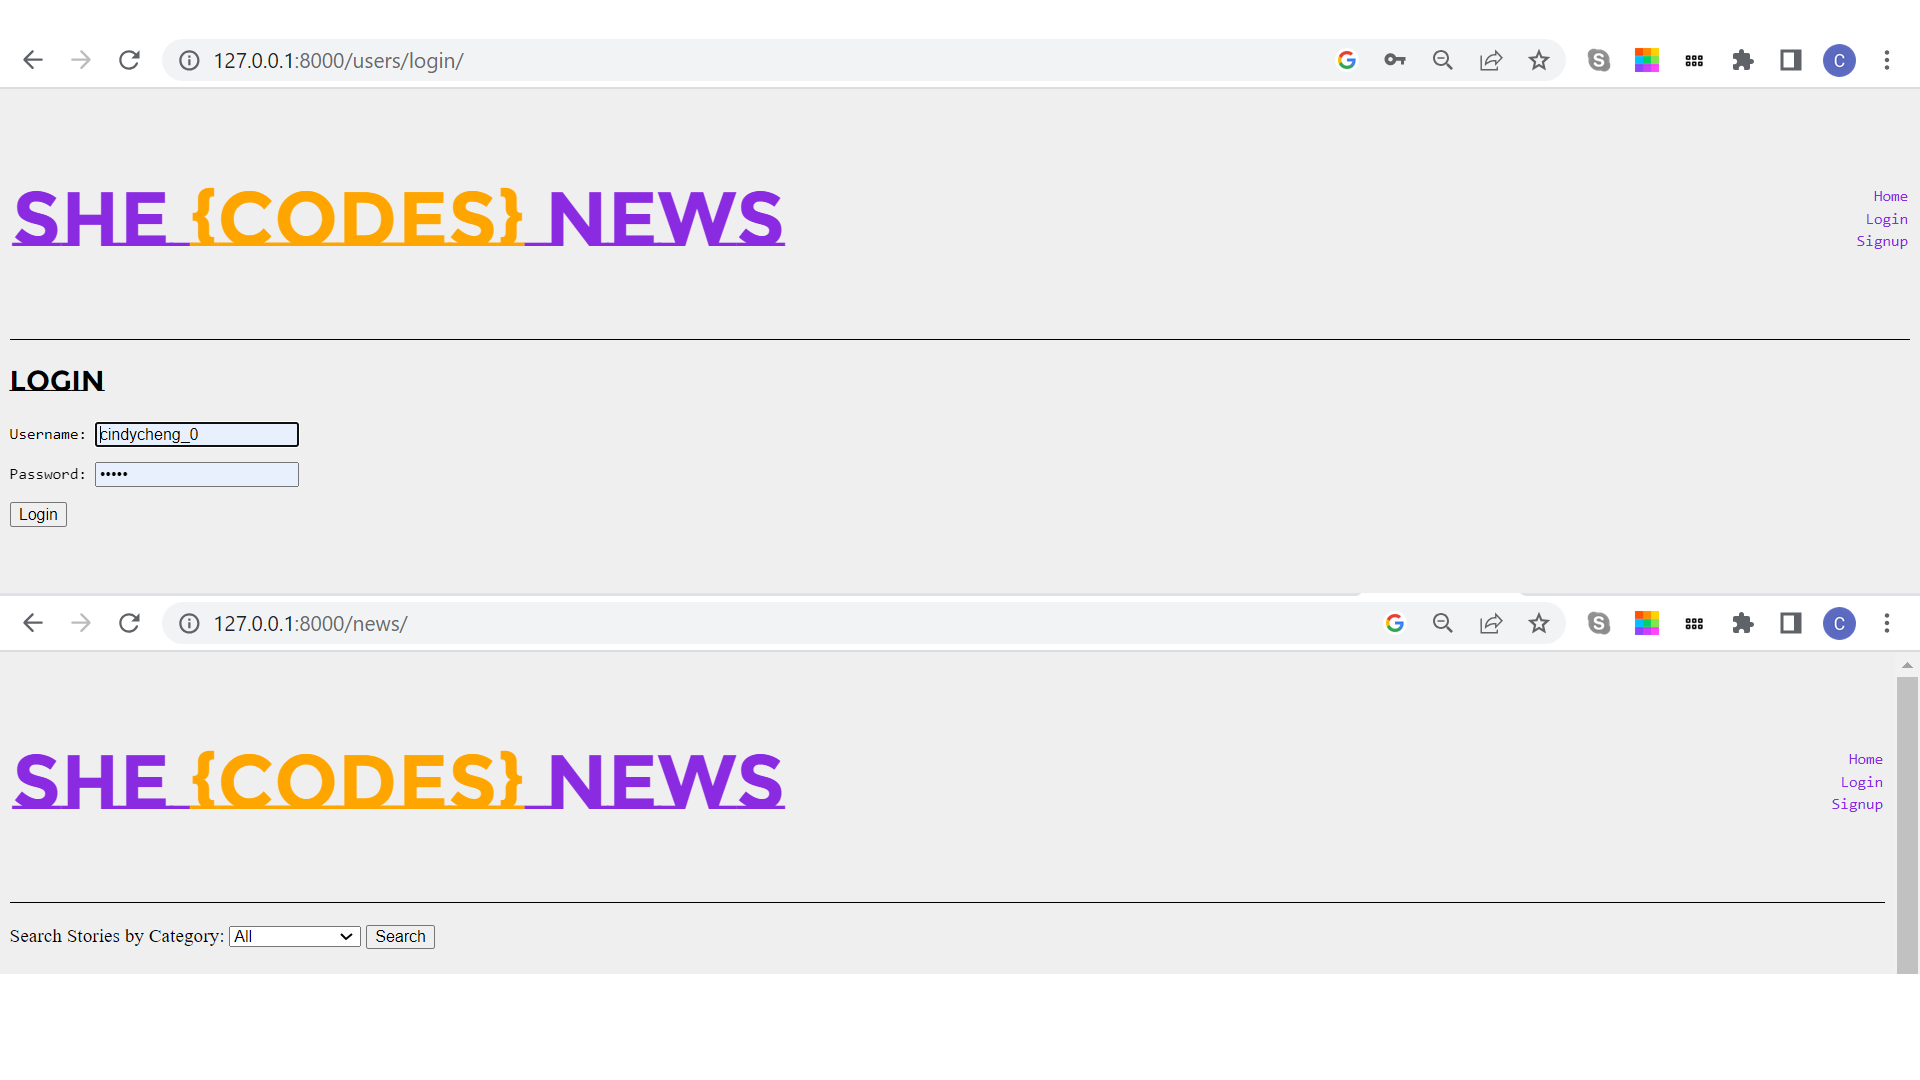 127.0.0.1:8000/users/login/
S
C
SHE {CODES} NEWS
Home
Login
Signup
LOGIN
Username: cindycheng_0
Password: •••••
Login
127.0.0.1:8000/news/
S
C
SHE {CODES} NEWS
Home
Login
Signup
Search Stories by Category: All Search